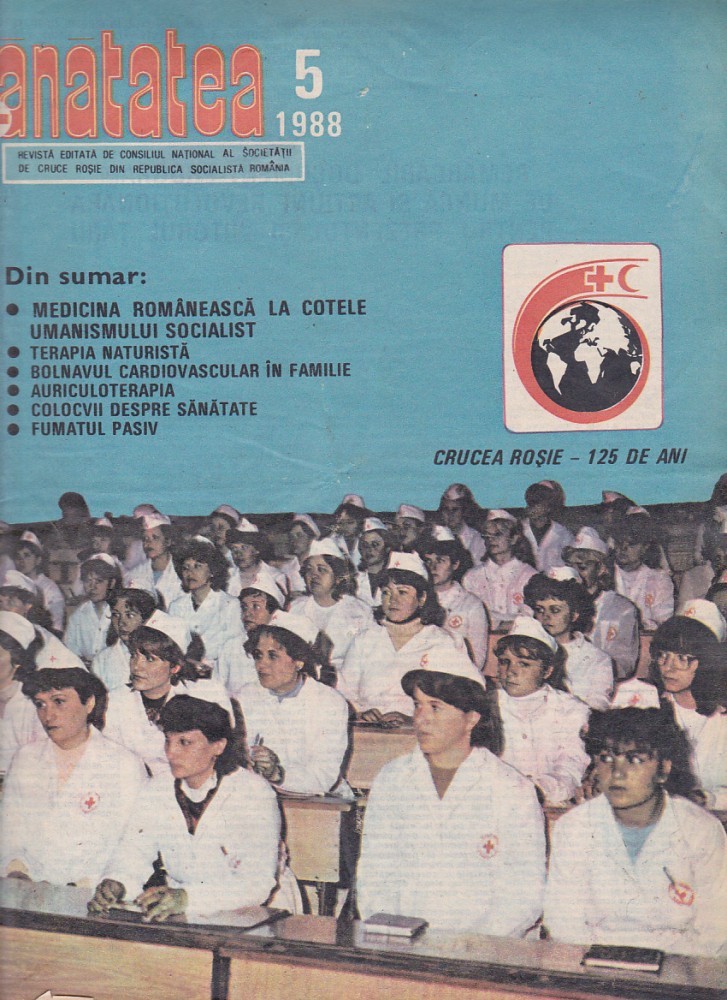 ănătatea
5
1988
REVISTĂ EDITATĂ DE CONSILIUL NAȚIONAL AL SOCIETĂȚII
DE CRUCE ROȘIE DIN REPUBLICA SOCIALISTĂ ROMÂNIA
Din sumar:
● MEDICINA ROMÂNEASCĂ LA COTELE
UMANISMULUI SOCIALIST
● TERAPIA NATURISTĂ
● BOLNAVUL CARDIOVASCULAR ÎN FAMILIE
● AURICULOTERAPIA
● COLOCVII DESPRE SĂNĂTATE
● FUMATUL PASIV
CRUCEA ROȘIE – 125 DE ANI